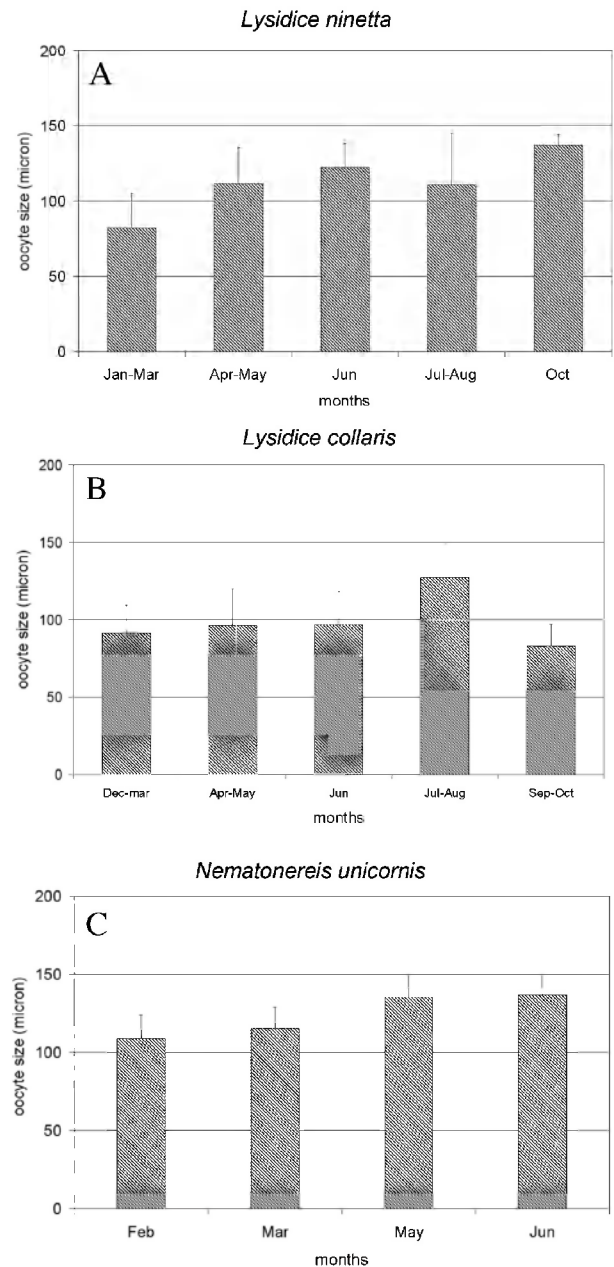 Lysidice ninetta
A
200
150
100
50
0
oocyte size (micron)
Jan-Mar Apr-May Jun Jul-Aug Oct
months
Lysidice collaris
B
200
150
100
50
0
oocyte size (micron)
Dec-mar Apr-May Jun Jul-Aug Sep-Oct
months
Nematonereis unicornis
C
200
150
100
50
0
oocyte size (micron)
Feb Mar May Jun
months